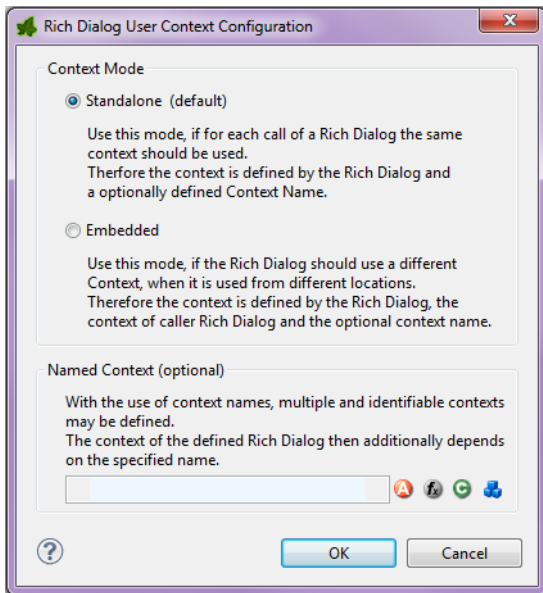 Rich Dialog User Context Configuration
Context Mode
Standalone (default)
Use this mode, if for each call of a Rich Dialog the same
context should be used.
Therfore the context is defined by the Rich Dialog and
a optionally defined Context Name.
Embedded
Use this mode, if the Rich Dialog should use a different
Context, when it is used from different locations.
Therefore the context is defined by the Rich Dialog, the
context of caller Rich Dialog and the optional context name.
Named Context (optional)
With the use of context names, multiple and identifiable contexts
may be defined.
The context of the defined Rich Dialog then additionally depends
on the specified name.
A fx C
? OK Cancel